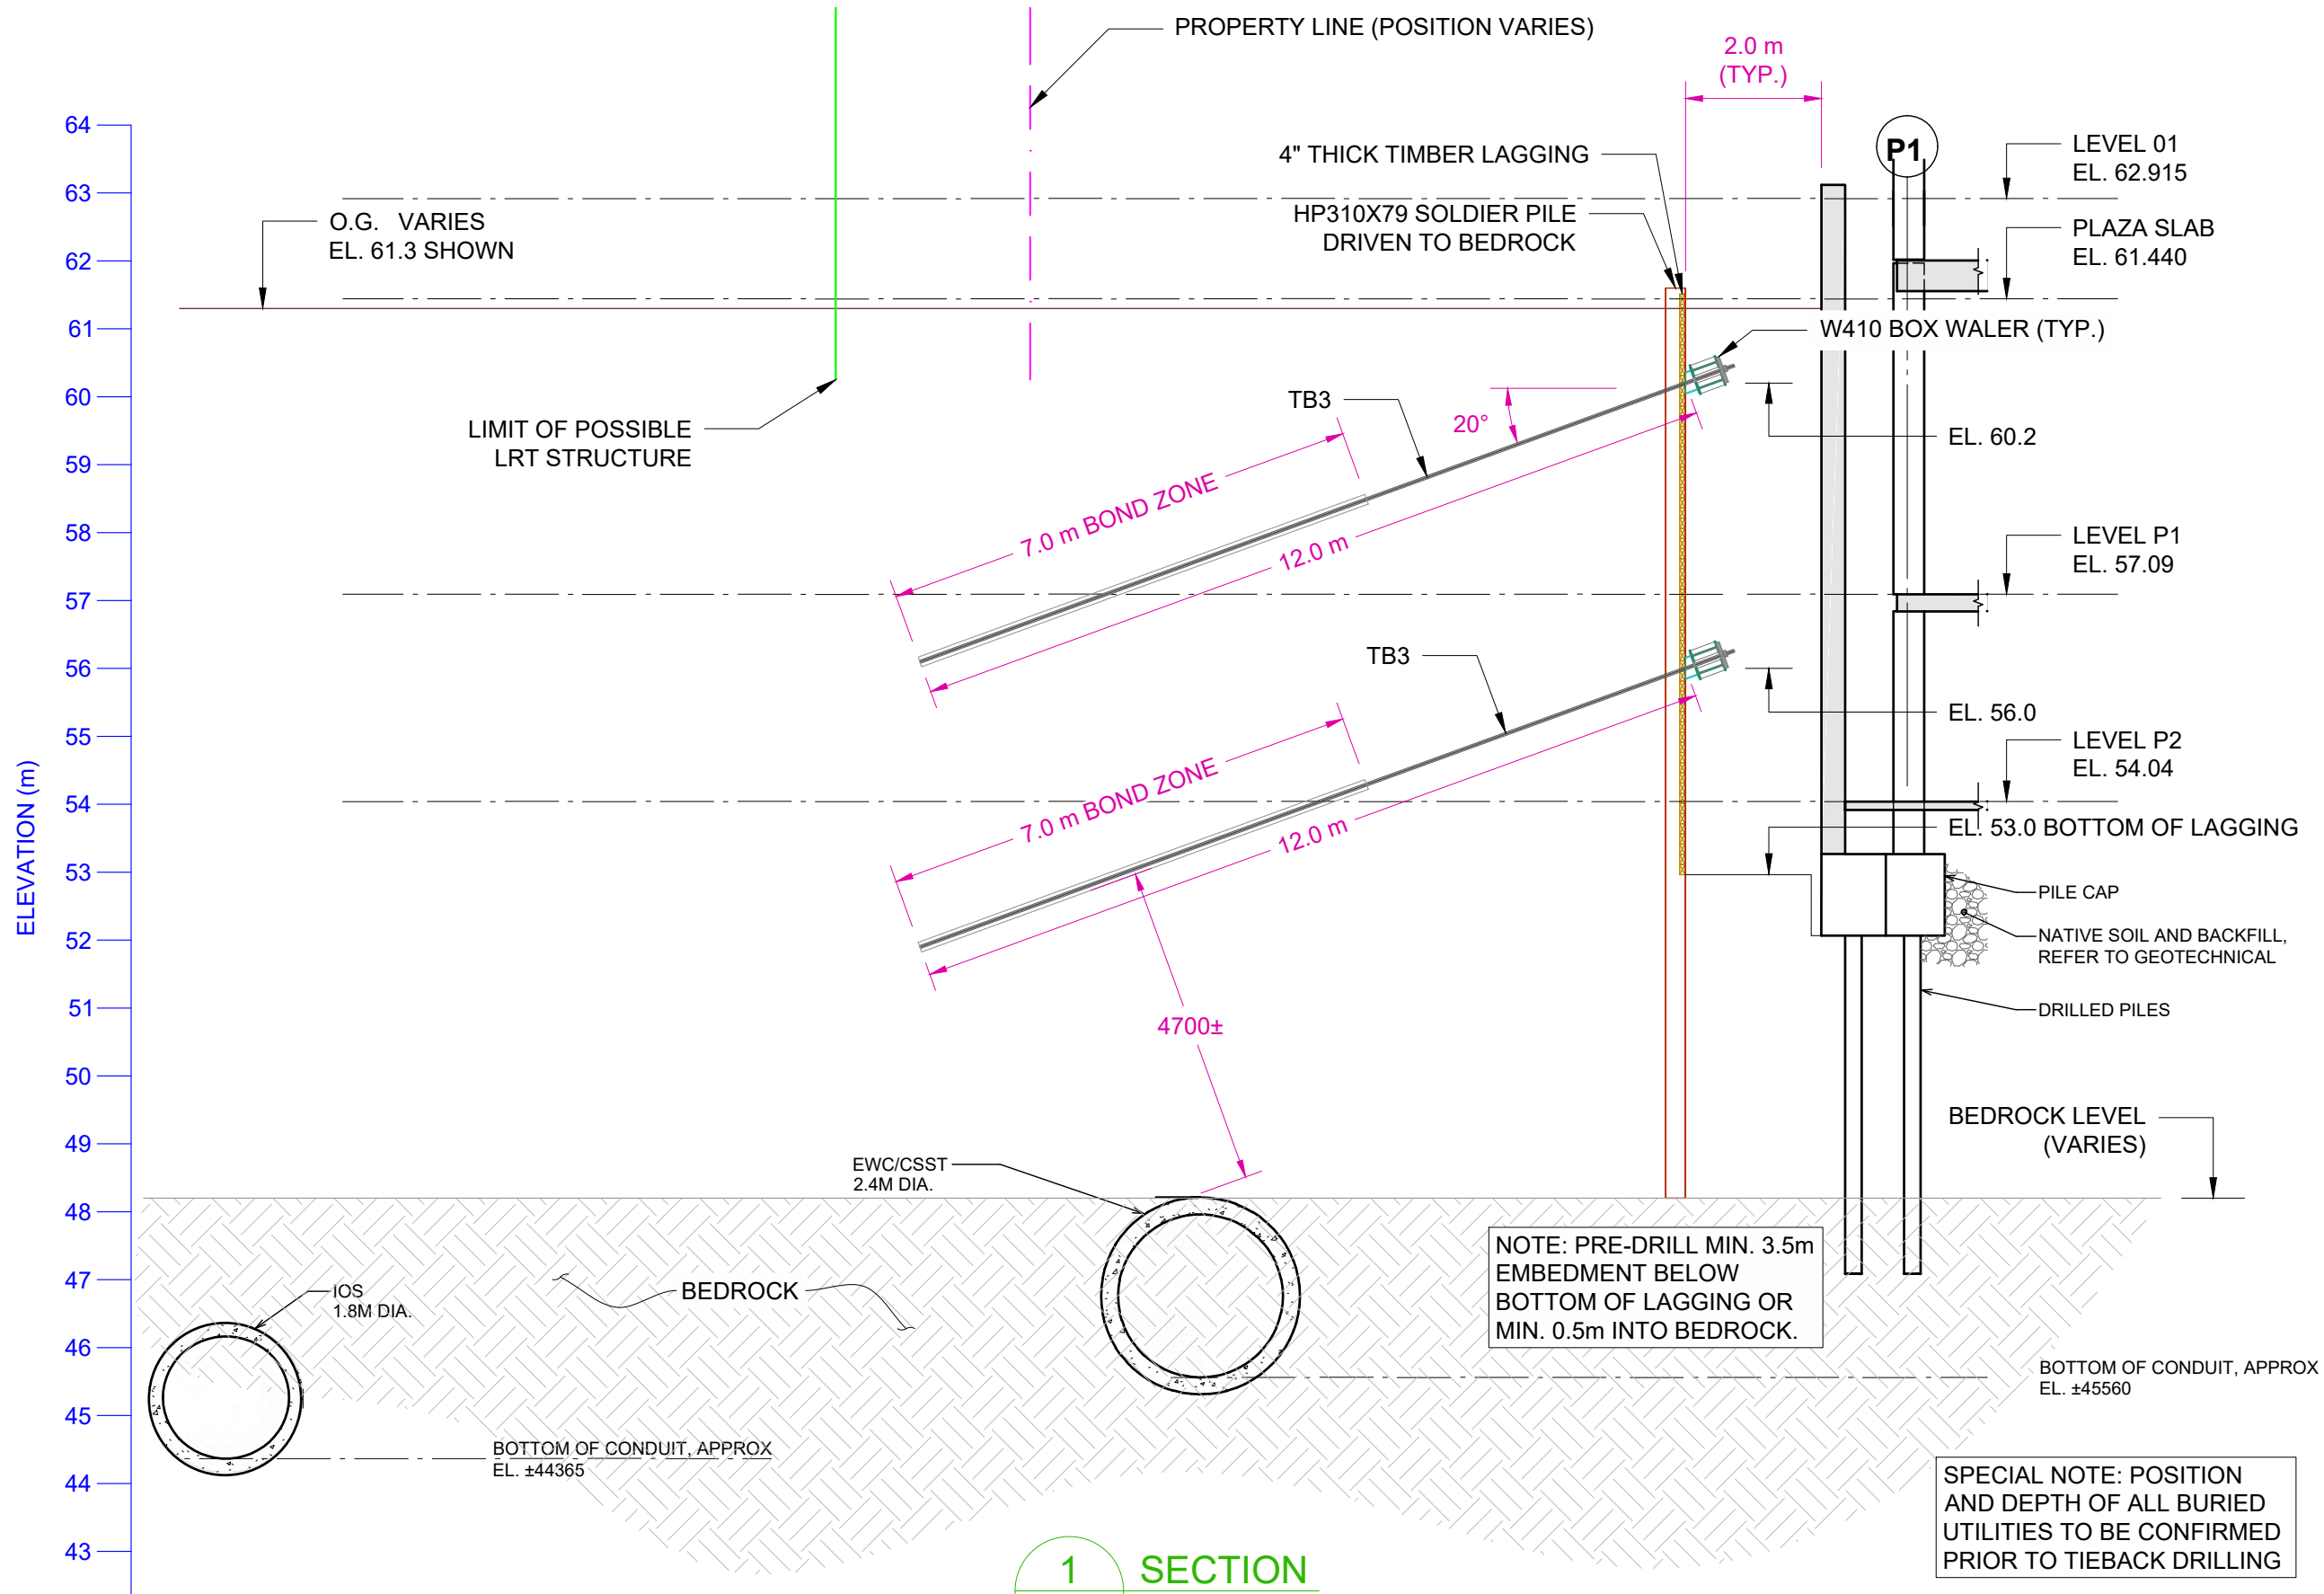 PROPERTY LINE (POSITION VARIES)
2.0 m
(TYP.)
64
63
62
61
60
59
58
57
56
55
54
53
52
51
50
49
48
47
46
45
44
43
ELEVATION (m)
4" THICK TIMBER LAGGING
P1
LEVEL 01
EL. 62.915
HP310X79 SOLDIER PILE
DRIVEN TO BEDROCK
O.G. VARIES
EL. 61.3 SHOWN
PLAZA SLAB
EL. 61.440
W410 BOX WALER (TYP.)
TB3
20°
LIMIT OF POSSIBLE
LRT STRUCTURE
EL. 60.2
7.0 m BOND ZONE
12.0 m
LEVEL P1
EL. 57.09
TB3
EL. 56.0
LEVEL P2
EL. 54.04
7.0 m BOND ZONE
12.0 m
EL. 53.0 BOTTOM OF LAGGING
PILE CAP
NATIVE SOIL AND BACKFILL,
REFER TO GEOTECHNICAL
DRILLED PILES
4700±
BEDROCK LEVEL
(VARIES)
EWC/CSST
2.4M DIA.
NOTE: PRE-DRILL MIN. 3.5m
EMBEDMENT BELOW
BOTTOM OF LAGGING OR
MIN. 0.5m INTO BEDROCK.
IOS
1.8M DIA.
BEDROCK
BOTTOM OF CONDUIT, APPROX
EL. ±45560
BOTTOM OF CONDUIT, APPROX
EL. ±44365
SPECIAL NOTE: POSITION
AND DEPTH OF ALL BURIED
UTILITIES TO BE CONFIRMED
PRIOR TO TIEBACK DRILLING
1 SECTION